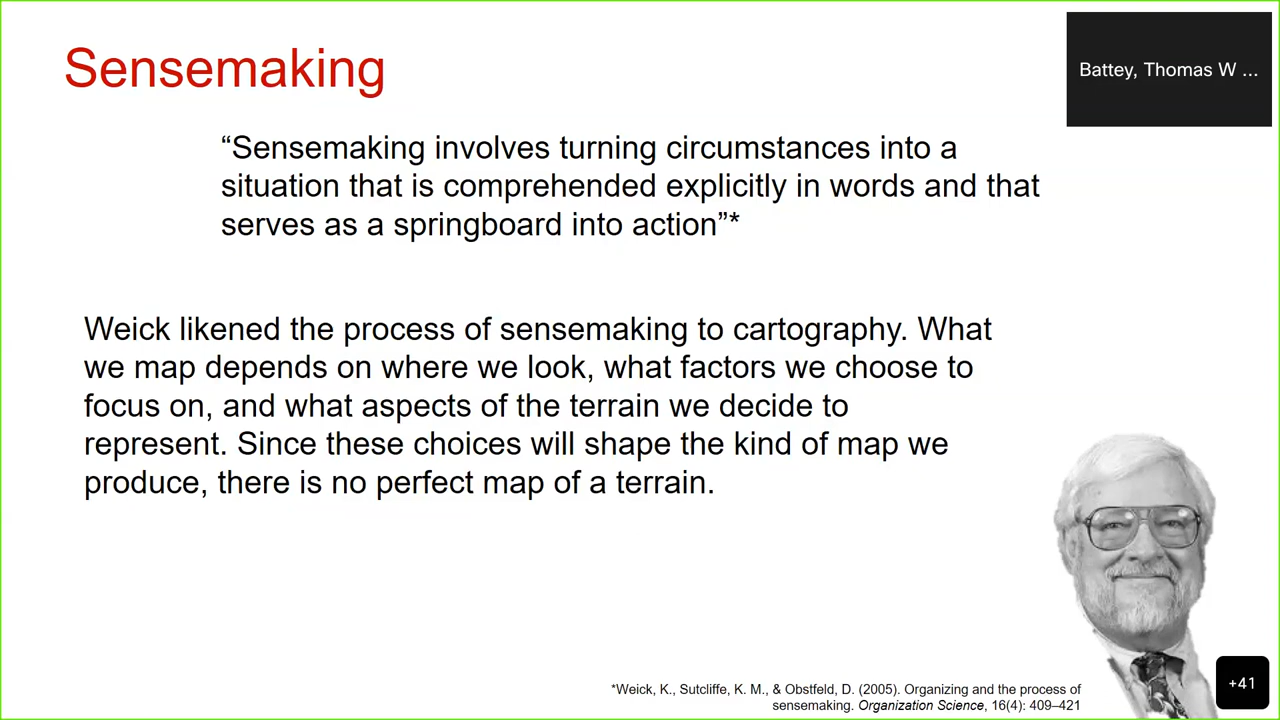 Sensemaking
Battey, Thomas W ...
“Sensemaking involves turning circumstances into a
situation that is comprehended explicitly in words and that
serves as a springboard into action”*
Weick likened the process of sensemaking to cartography. What
we map depends on where we look, what factors we choose to
focus on, and what aspects of the terrain we decide to
represent. Since these choices will shape the kind of map we
produce, there is no perfect map of a terrain.
*Weick, K., Sutcliffe, K. M., & Obstfeld, D. (2005). Organizing and the process of
sensemaking. Organization Science, 16(4): 409–421
+41